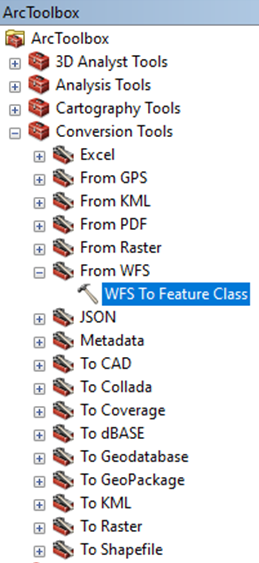 ArcToolbox
ArcToolbox
3D Analyst Tools
Analysis Tools
Cartography Tools
Conversion Tools
Excel
From GPS
From KML
From PDF
From Raster
From WFS
WFS To Feature Class
JSON
Metadata
To CAD
To Collada
To Coverage
To dBASE
To Geodatabase
To GeoPackage
To KML
To Raster
To Shapefile